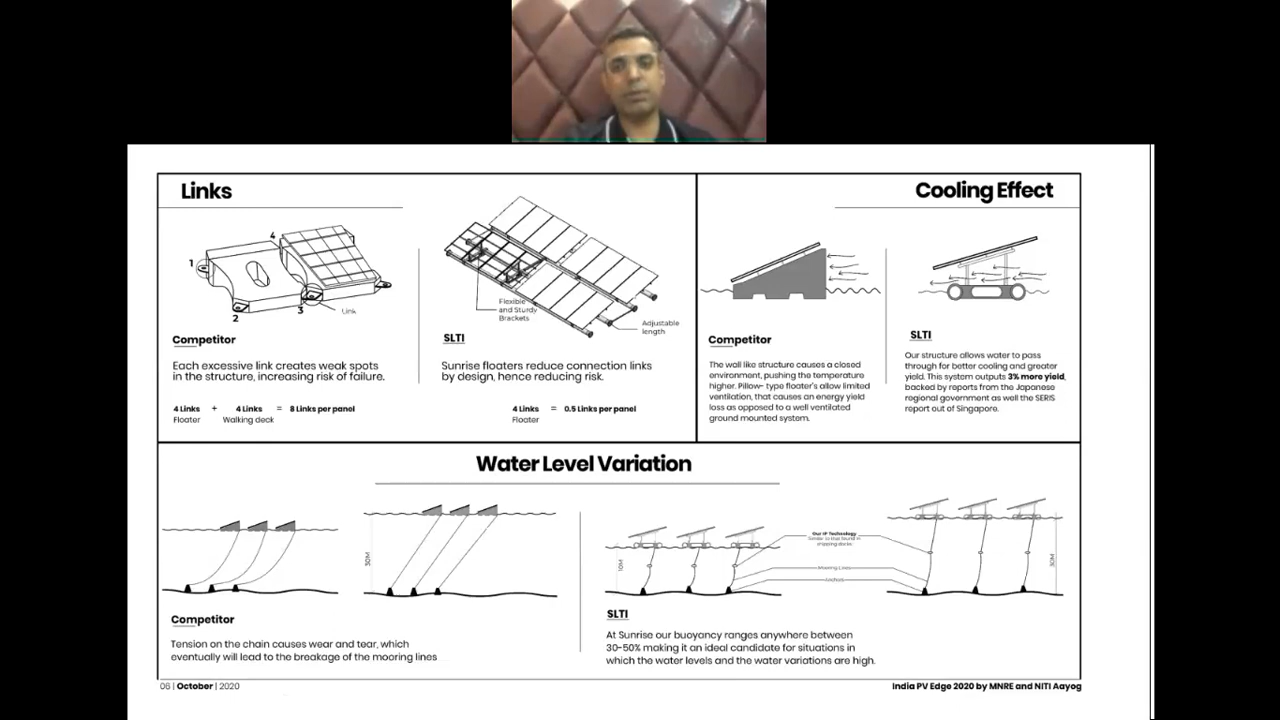 Links
Cooling Effect
4
1
2
3
Link
Flexible
and Sturdy
Brackets
Adjustable
length
Competitor
Each excessive link creates weak spots
in the structure, increasing risk of failure.
4 Links + 4 Links = 8 Links per panel
Floater Walking deck
SLTI
Sunrise floaters reduce connection links
by design, hence reducing risk.
4 Links = 0.5 Links per panel
Floater
Competitor
The wall like structure causes a closed
environment, pushing the temperature
higher. Pillow- type floater's allow limited
ventilation, that causes an energy yield
loss as opposed to a well ventilated
ground mounted system.
SLTI
Our structure allows water to pass
through for better cooling and greater
yield. This system outputs 3% more yield,
backed by reports from the Japanese
regional government as well the SERIS
report out of Singapore.
Water Level Variation
30M
10M
Our IP Technology
Similar to that found in
shipping docks
Mooring Lines
Anchors
30M
Competitor
Tension on the chain causes wear and tear, which
eventually will lead to the breakage of the mooring lines
SLTI
At Sunrise our buoyancy ranges anywhere between
30-50% making it an ideal candidate for situations in
which the water levels and the water variations are high.
06 | October | 2020
India PV Edge 2020 by MNRE and NITI Aayog